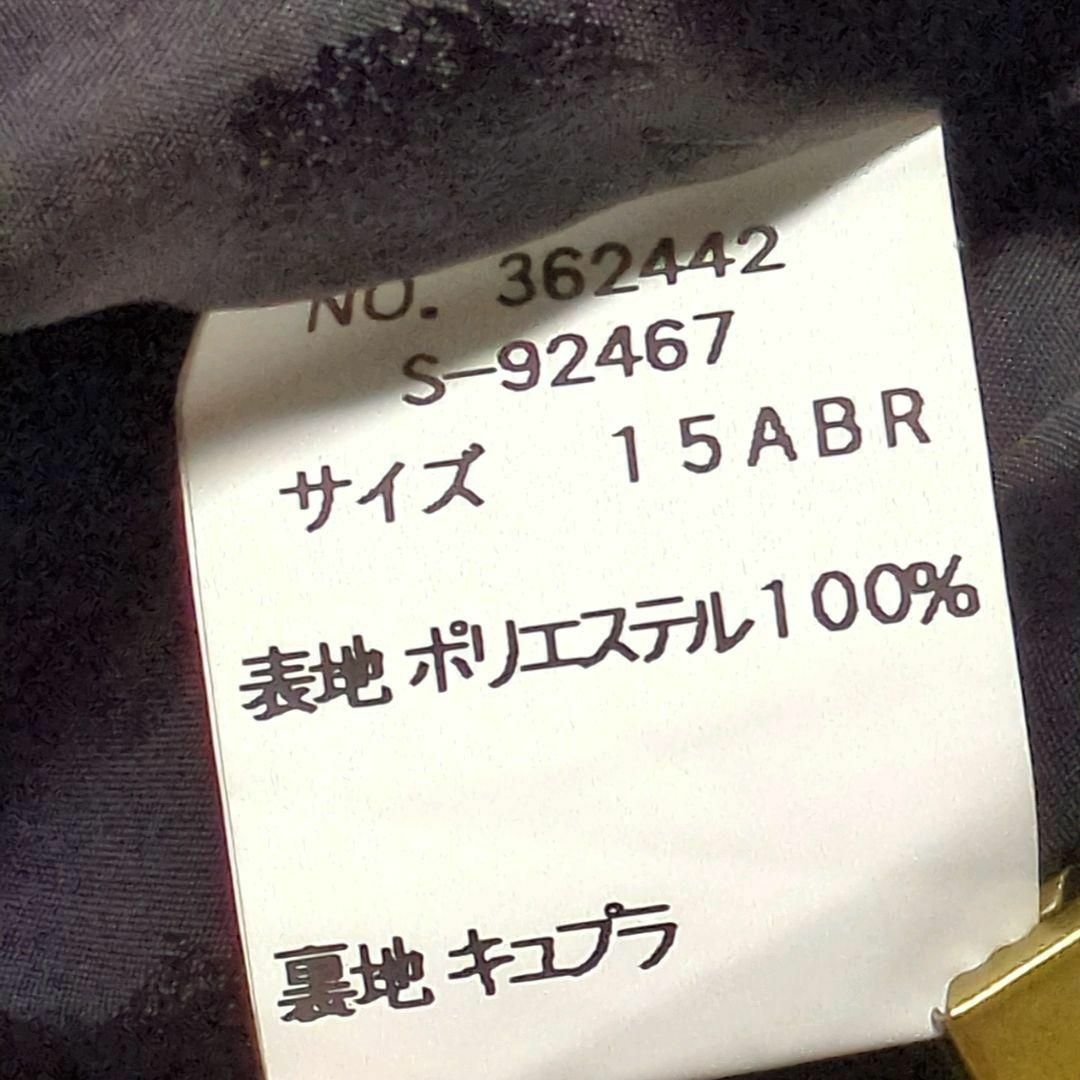 NO. 362442
S-92467
サイズ 15ABR
表地 ポリエステル100%
裏地 キュプラ